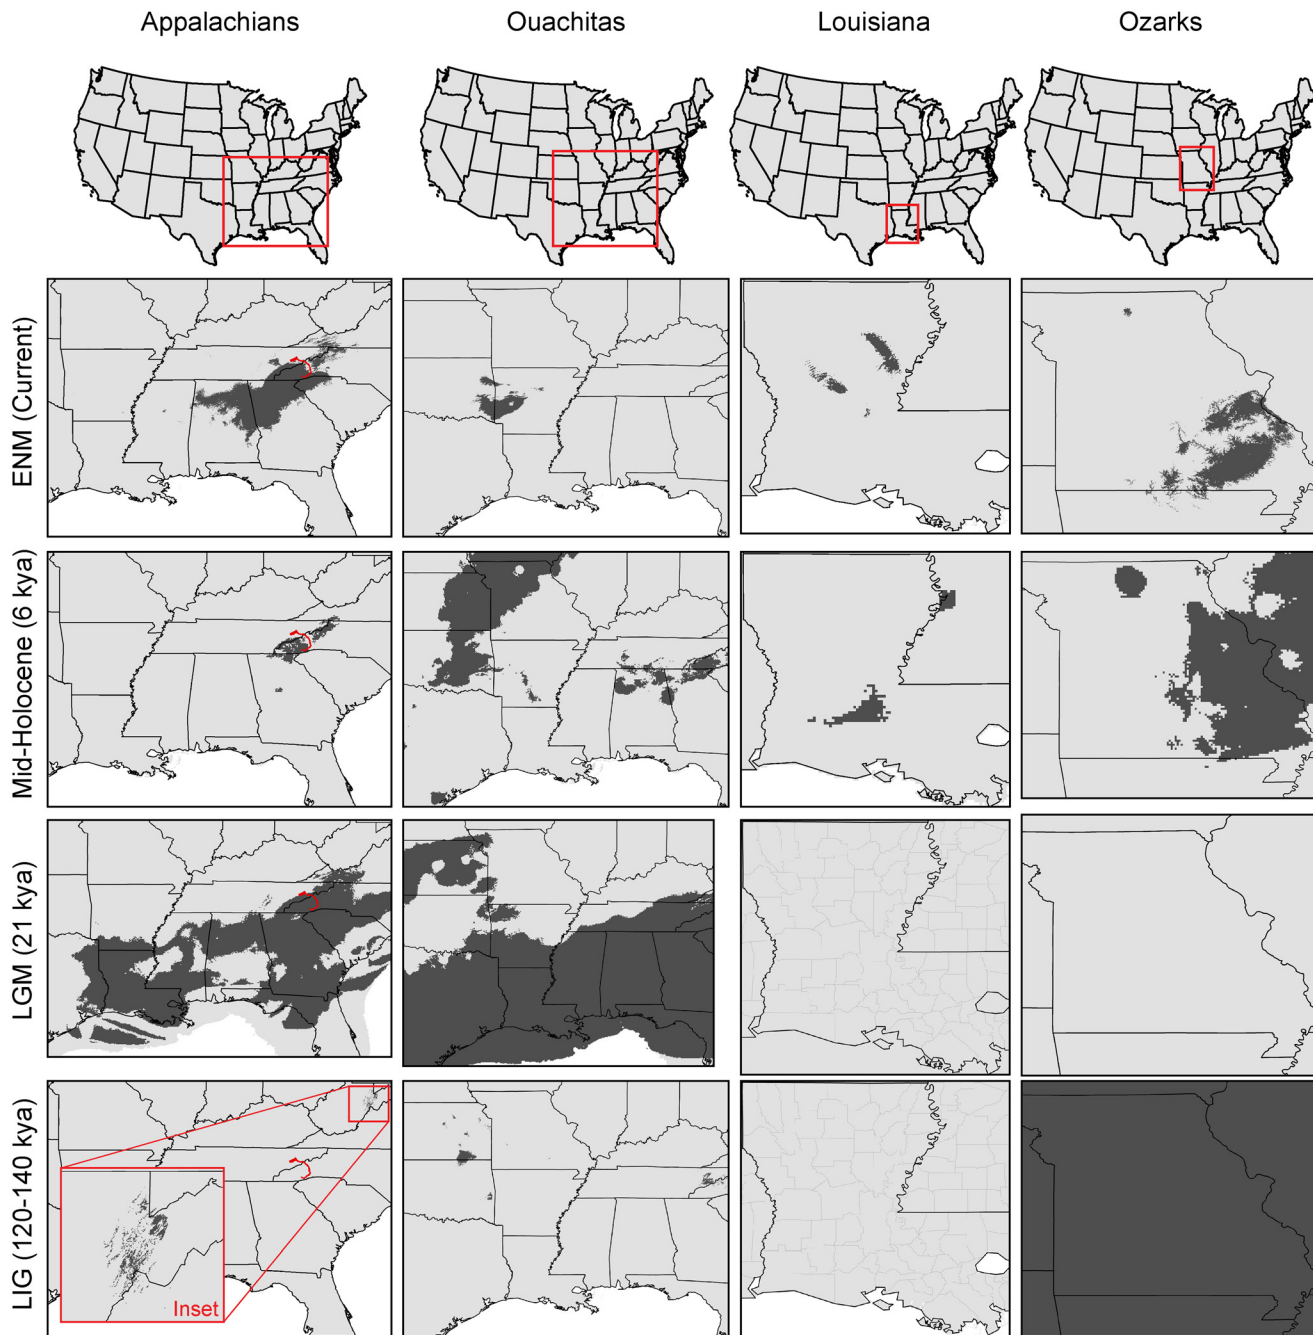 Appalachians
Ouachitas
Louisiana
Ozarks
ENM (Current)
Mid-Holocene (6 kya)
LGM (21 kya)
LIG (120-140 kya)
Inset